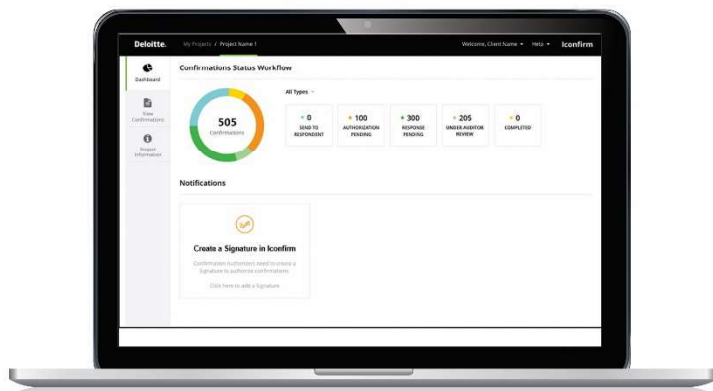 Deloitte.
My Projects / Project Name 1
Welcome, Client Name
Help
Iconfirm
Dashboard
View
Confirmations
Project
Information
Confirmations Status Workflow
All Types
505
Confirmations
0
SEND TO
RESPONDENT
100
AUTHORIZATION
PENDING
300
RESPONSE
PENDING
205
UNDER AUDITOR
REVIEW
0
COMPLETED
Notifications
Create a Signature in Iconfirm
Confirmation Authorizers need to create a
Signature to authorize confirmations
Click here to add a Signature